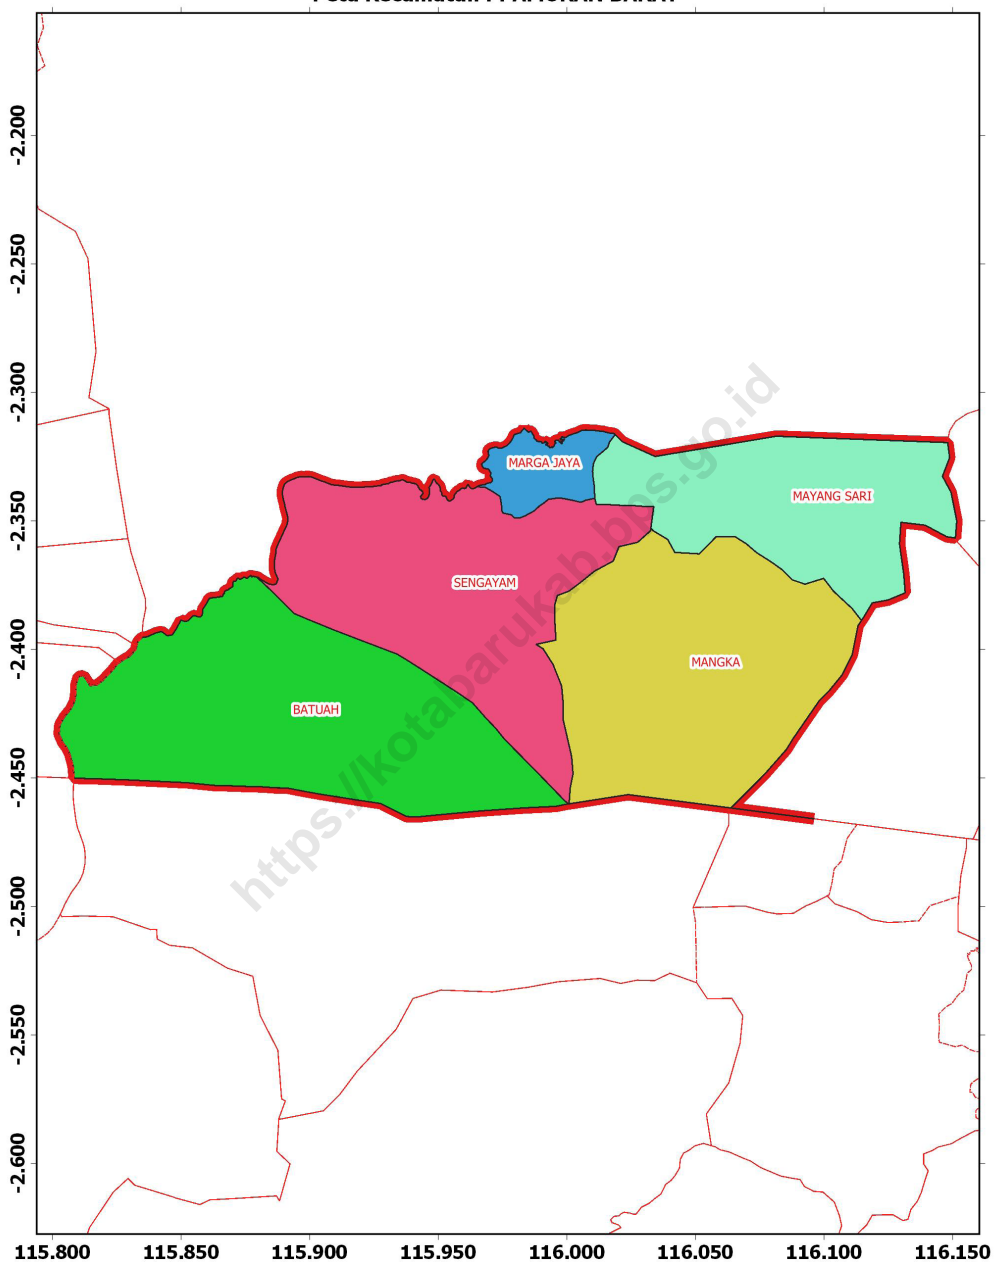 -2.200
-2.250
-2.300
-2.350
-2.400
-2.450
-2.500
-2.550
-2.600
MARGA JAYA
MAYANG SARI
SENGAYAM
MANGKA
BATUAH
https://kotabarukab.bps.go.id
115.800 115.850 115.900 115.950 116.000 116.050 116.100 116.150